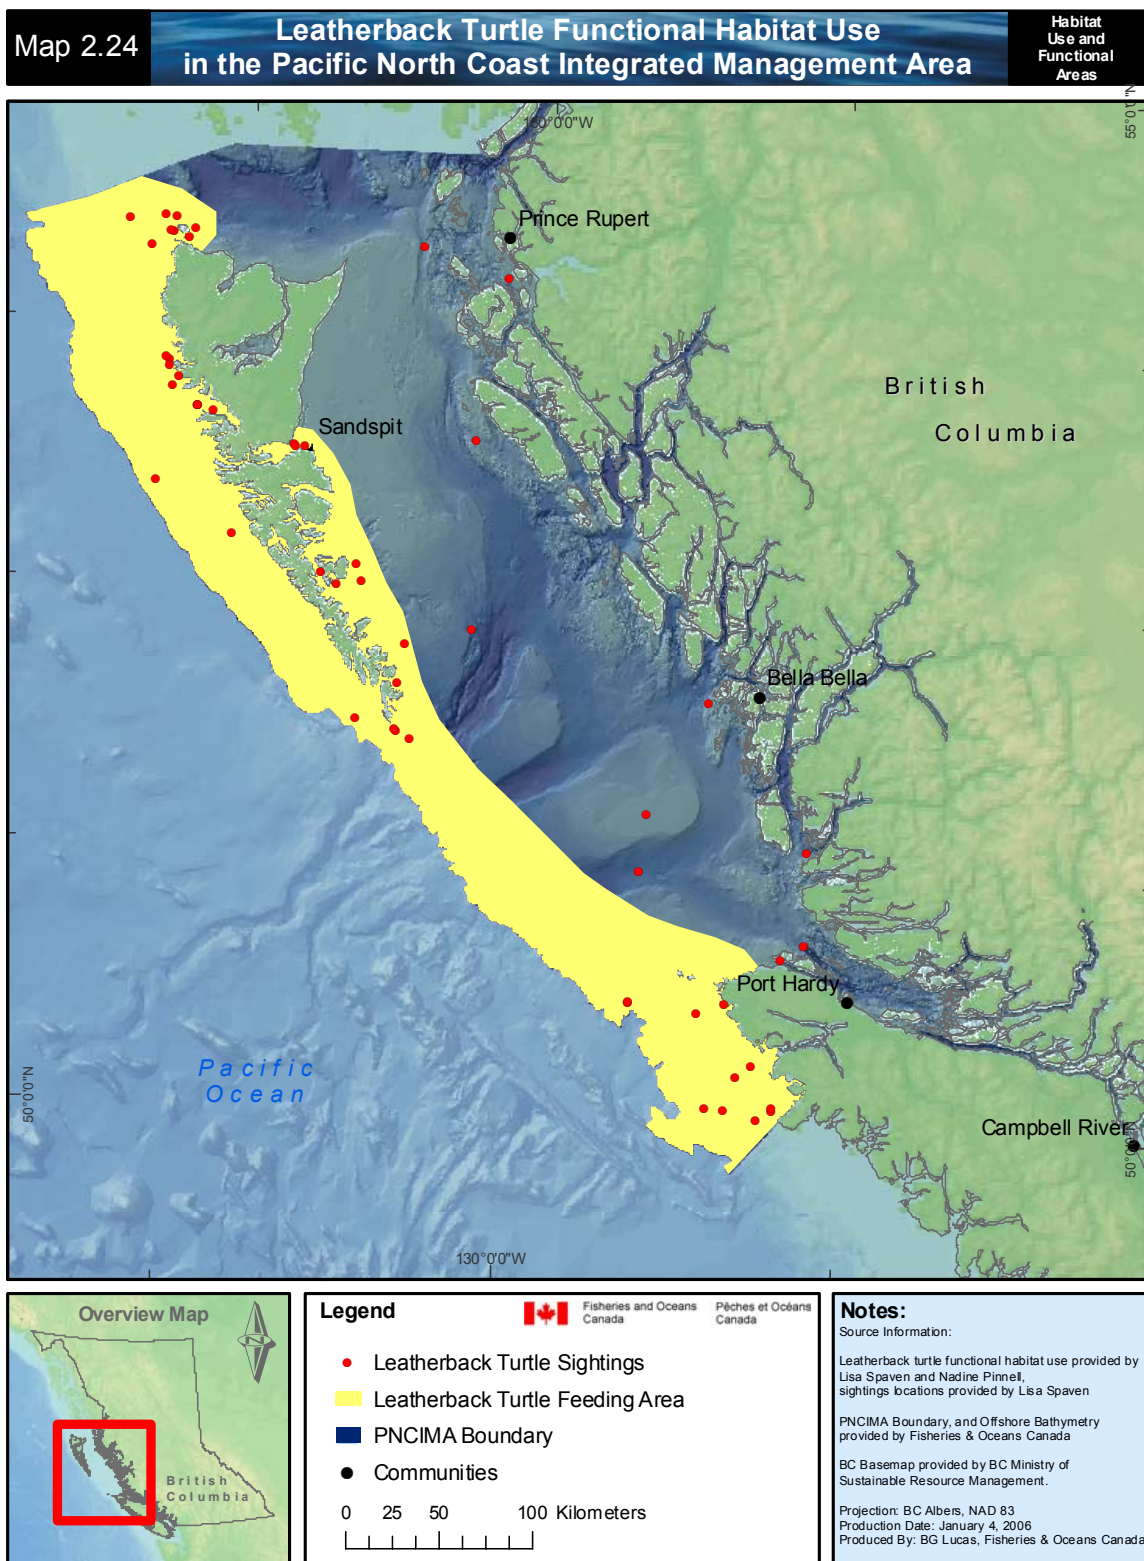 Map 2.24
Leatherback Turtle Functional Habitat Use
in the Pacific North Coast Integrated Management Area
Habitat
Use and
Functional
Areas
55°0'0"N
Prince Rupert
British
Columbia
Sandspit
Bella Bella
Port Hardy
Pacific
Ocean
50°0'0"N
Campbell River
130°0'0"W
Overview Map
N
British
Columbia
Legend
Fisheries and Oceans
Canada
Pêches et Océans
Canada
Leatherback Turtle Sightings
Leatherback Turtle Feeding Area
PNCIMA Boundary
Communities
0 25 50 100 Kilometers
Notes:
Source Information:
Leatherback turtle functional habitat use provided by
Lisa Spaven and Nadine Pinnell,
sightings locations provided by Lisa Spaven
PNCIMA Boundary, and Offshore Bathymetry
provided by Fisheries & Oceans Canada
BC Basemap provided by BC Ministry of
Sustainable Resource Management.
Projection: BC Albers, NAD 83
Production Date: January 4, 2006
Produced By: BG Lucas, Fisheries & Oceans Canada